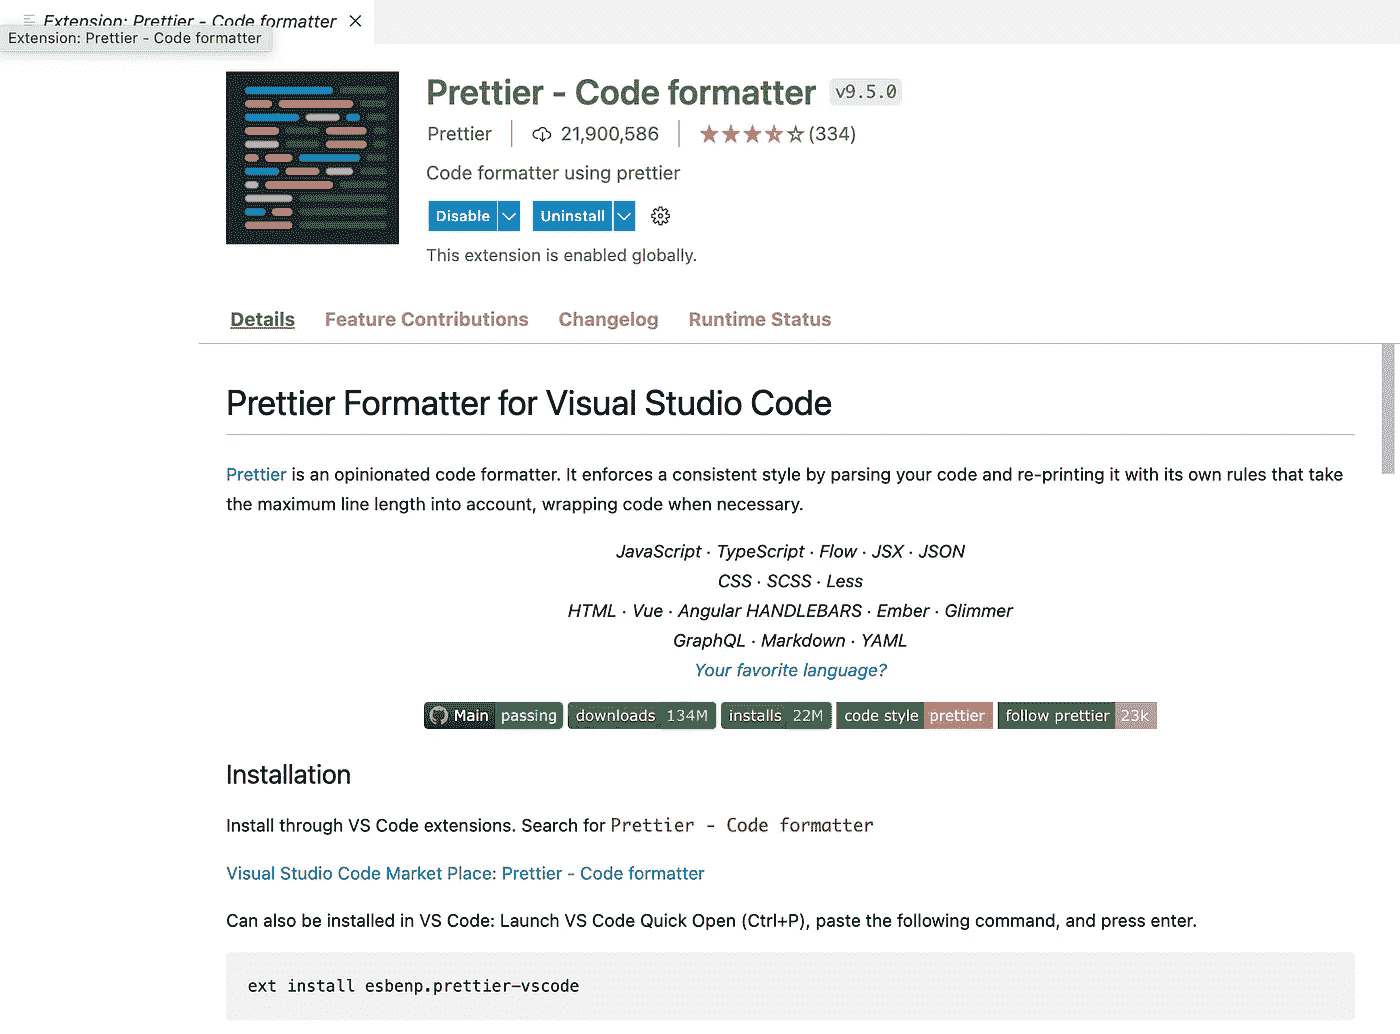 Extension: Prettier - Code formatter
Extension: Prettier - Code formatter
Prettier - Code formatter v9.5.0
Prettier 21,900,586 (334)
Code formatter using prettier
Disable Uninstall
This extension is enabled globally.
Details Feature Contributions Changelog Runtime Status
Prettier Formatter for Visual Studio Code
Prettier is an opinionated code formatter. It enforces a consistent style by parsing your code and re-printing it with its own rules that take
the maximum line length into account, wrapping code when necessary.
JavaScript · TypeScript · Flow · JSX · JSON
CSS · SCSS · Less
HTML · Vue · Angular HANDLEBARS · Ember · Glimmer
GraphQL · Markdown · YAML
Your favorite language?
Main passing downloads 134M installs 22M code style prettier follow prettier 23k
Installation
Install through VS Code extensions. Search for Prettier - Code formatter
Visual Studio Code Market Place: Prettier - Code formatter
Can also be installed in VS Code: Launch VS Code Quick Open (Ctrl+P), paste the following command, and press enter.
ext install esbenp.prettier-vscode